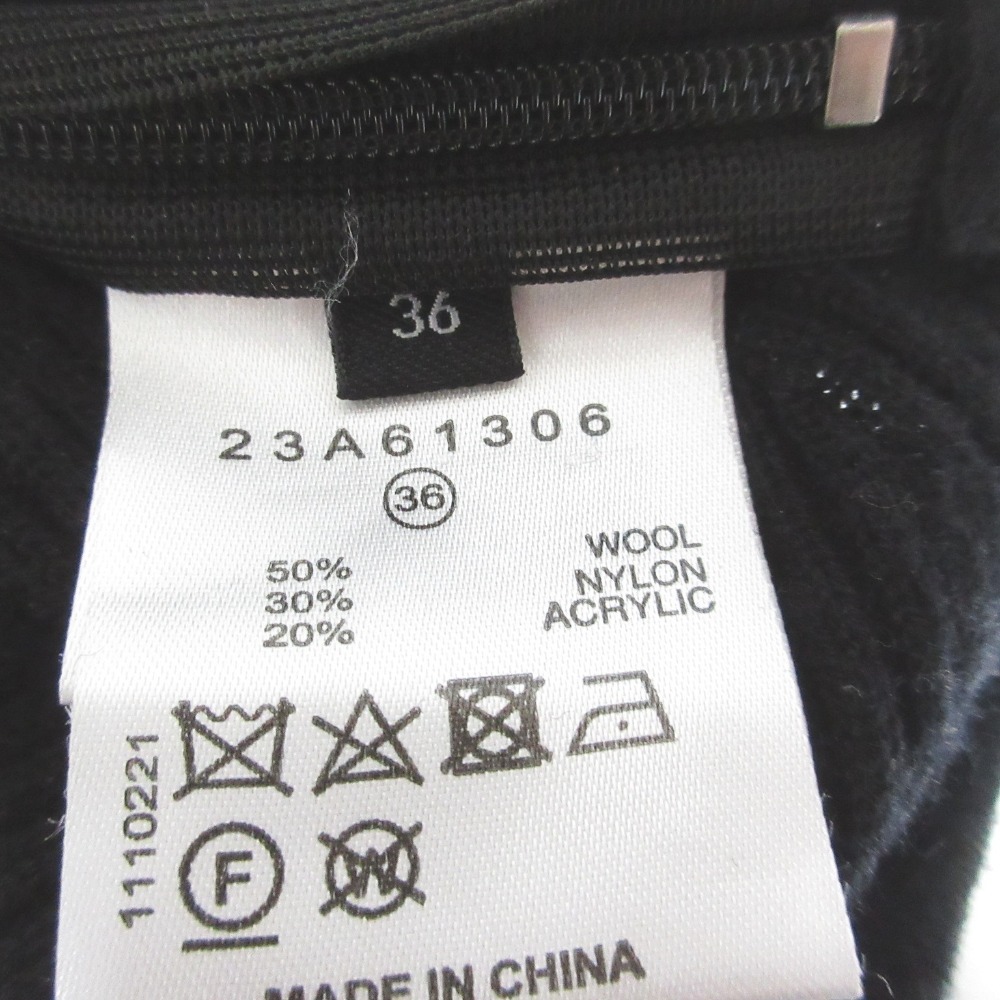 36
23A61306
36
50% WOOL
30% NYLON
20% ACRYLIC
1110221
F
W
MADE IN CHINA